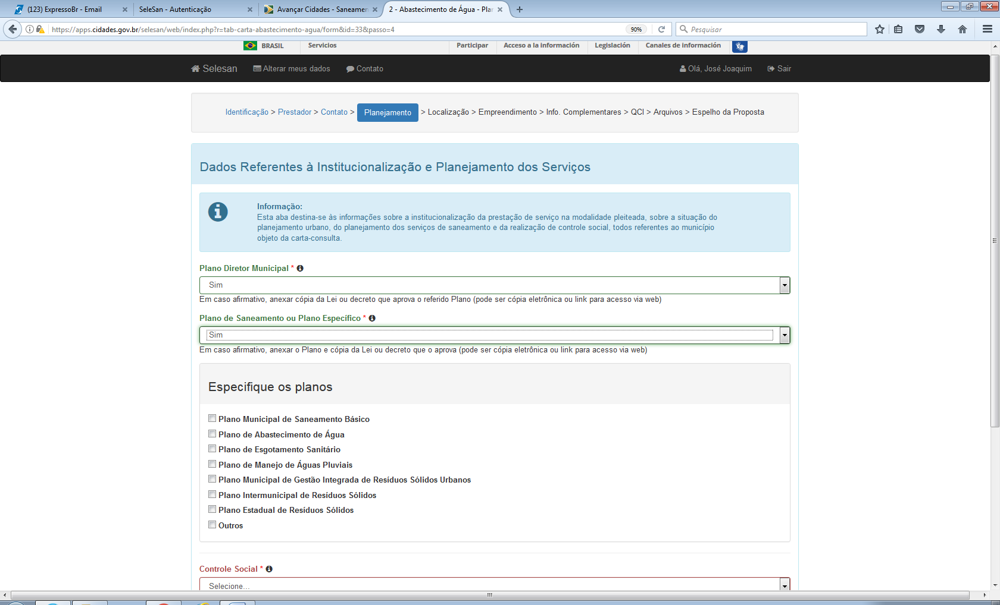 (123) ExpressoBr - Email
SeleSan - Autenticação
Avançar Cidades - Saneamen
2 - Abastecimento de Água - Plan
https://apps.cidades.gov.br/selesan/web/index.php?r=tab-carta-abastecimento-agua/form&id=33&passo=4
90%
Pesquisar
BRASIL
Servicios
Participar
Acceso a la información
Legislación
Canales de información
Selesan
Alterar meus dados
Contato
Olá, José Joaquim
Sair
Identificação > Prestador > Contato > Planejamento > Localização > Empreendimento > Info. Complementares > QCI > Arquivos > Espelho da Proposta
Dados Referentes à Institucionalização e Planejamento dos Serviços
Informação:
Esta aba destina-se às informações sobre a institucionalização da prestação de serviço na modalidade pleiteada, sobre a situação do
planejamento urbano, do planejamento dos serviços de saneamento e da realização de controle social, todos referentes ao município
objeto da carta-consulta.
Plano Diretor Municipal *
Sim
Em caso afirmativo, anexar cópia da Lei ou decreto que aprova o referido Plano (pode ser cópia eletrônica ou link para acesso via web)
Plano de Saneamento ou Plano Específico *
Sim
Em caso afirmativo, anexar o Plano e cópia da Lei ou decreto que o aprova (pode ser cópia eletrônica ou link para acesso via web)
Especifique os planos
Plano Municipal de Saneamento Básico
Plano de Abastecimento de Água
Plano de Esgotamento Sanitário
Plano de Manejo de Águas Pluviais
Plano Municipal de Gestão Integrada de Resíduos Sólidos Urbanos
Plano Intermunicipal de Resíduos Sólidos
Plano Estadual de Resíduos Sólidos
Outros
Controle Social *
Selecione...